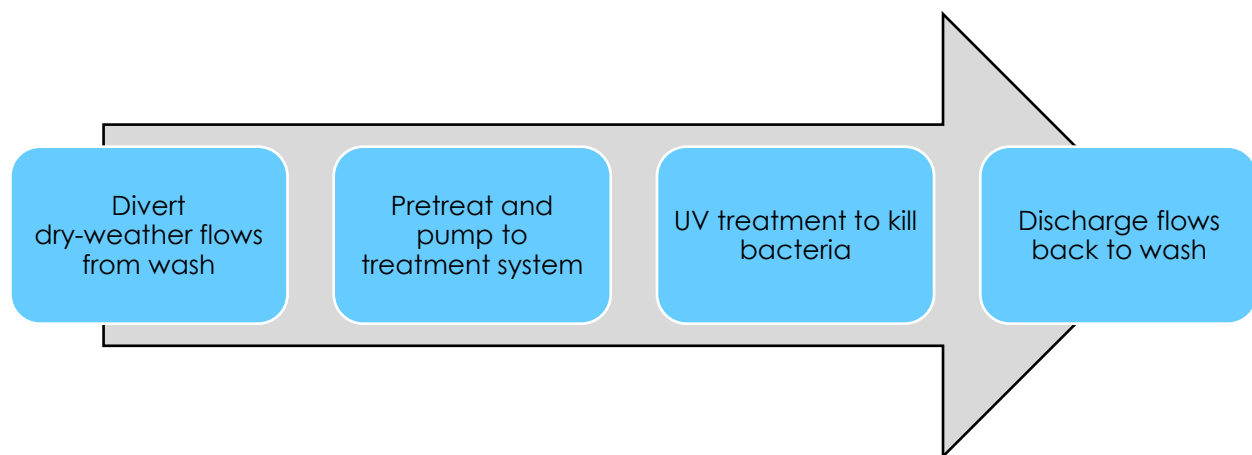 Divert
dry-weather flows
from wash
Pretreat and
pump to
treatment system
UV treatment to kill
bacteria
Discharge flows
back to wash